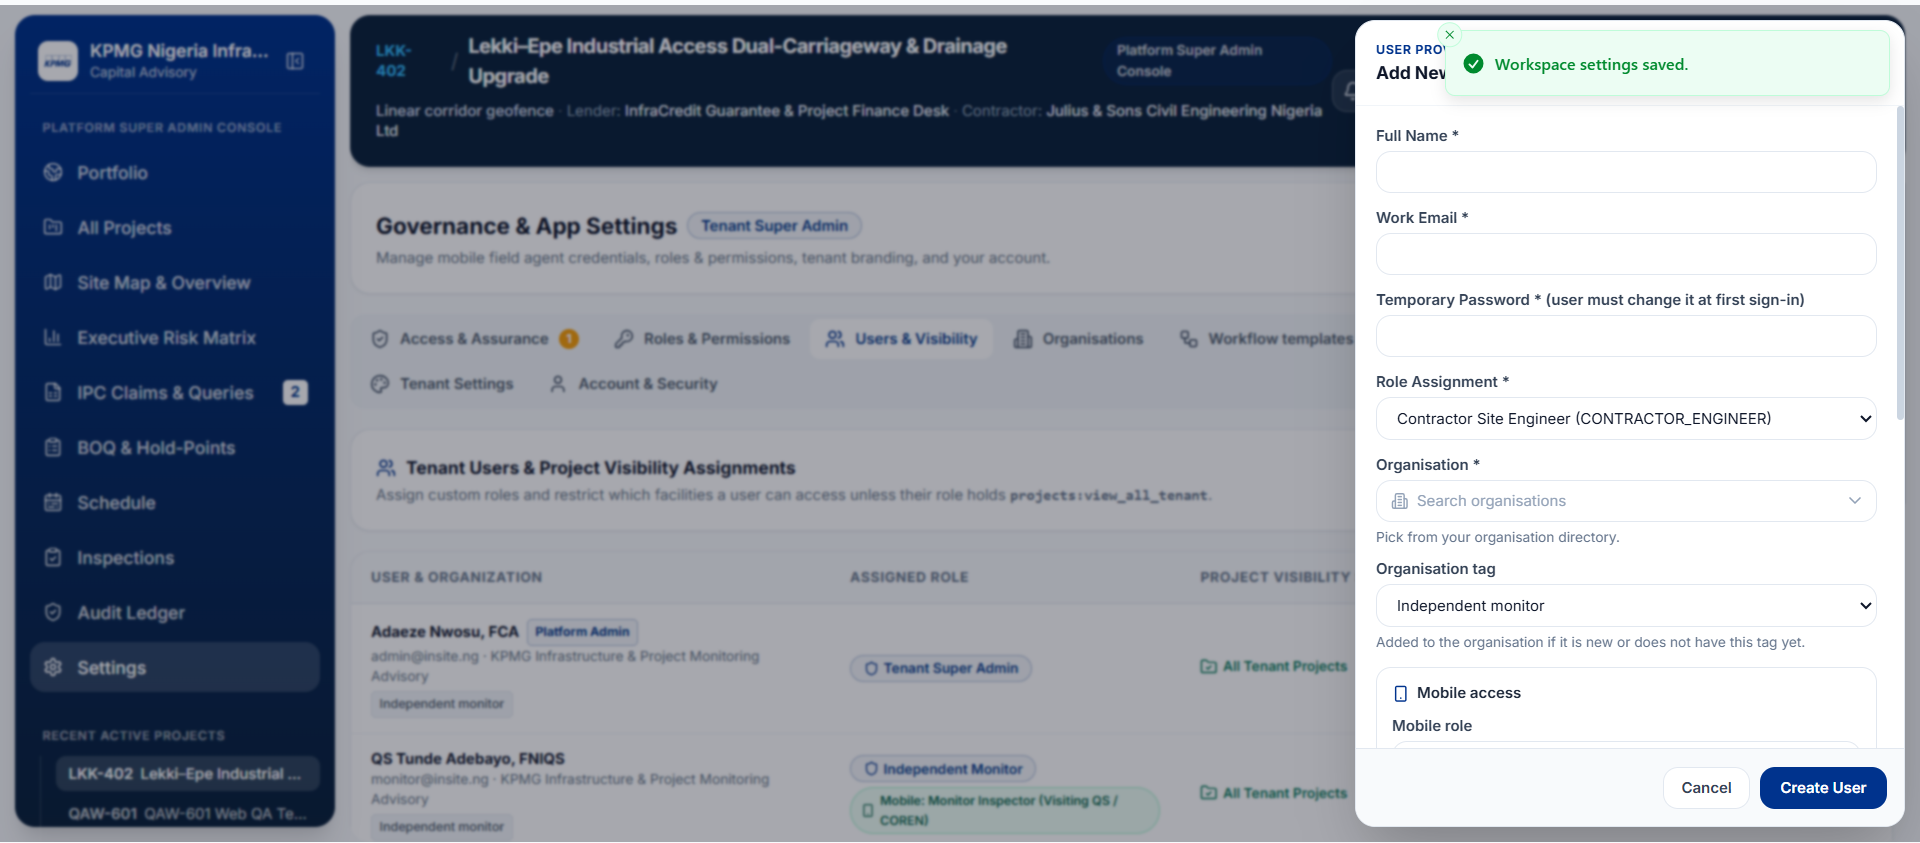 KPMG Nigeria Infra...
Capital Advisory
PLATFORM SUPER ADMIN CONSOLE
Portfolio
All Projects
Site Map & Overview
Executive Risk Matrix
IPC Claims & Queries 2
BOQ & Hold-Points
Schedule
Inspections
Audit Ledger
Settings
RECENT ACTIVE PROJECTS
LKK-402 Lekki–Epe Industrial ...
QAW-601 QAW-601 Web QA Te...
LKK-
402
/
Lekki–Epe Industrial Access Dual-Carriageway & Drainage
Upgrade
Platform Super Admin
Console
Linear corridor geofence · Lender: InfraCredit Guarantee & Project Finance Desk · Contractor: Julius & Sons Civil Engineering Nigeria
Ltd
Governance & App Settings Tenant Super Admin
Manage mobile field agent credentials, roles & permissions, tenant branding, and your account.
Access & Assurance 1 Roles & Permissions Users & Visibility Organisations Workflow templates
Tenant Settings Account & Security
Tenant Users & Project Visibility Assignments
Assign custom roles and restrict which facilities a user can access unless their role holds projects:view_all_tenant.
USER & ORGANIZATION ASSIGNED ROLE PROJECT VISIBILITY
Adaeze Nwosu, FCA Platform Admin
admin@insite.ng · KPMG Infrastructure & Project Monitoring
Advisory
Independent monitor
Tenant Super Admin
All Tenant Projects
QS Tunde Adebayo, FNIQS
monitor@insite.ng · KPMG Infrastructure & Project Monitoring
Advisory
Independent monitor
Independent Monitor
Mobile: Monitor Inspector (Visiting QS /
COREN)
All Tenant Projects
USER PRO
Add Ne
Workspace settings saved.
Full Name *
Work Email *
Temporary Password * (user must change it at first sign-in)
Role Assignment *
Contractor Site Engineer (CONTRACTOR_ENGINEER)
Organisation *
Search organisations
Pick from your organisation directory.
Organisation tag
Independent monitor
Added to the organisation if it is new or does not have this tag yet.
Mobile access
Mobile role
Cancel
Create User